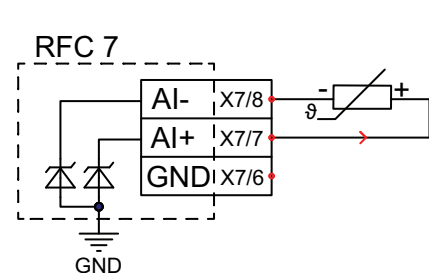 RFC 7
AI- X7/8 - +
ϑ
AI+ X7/7
GND X7/6
GND